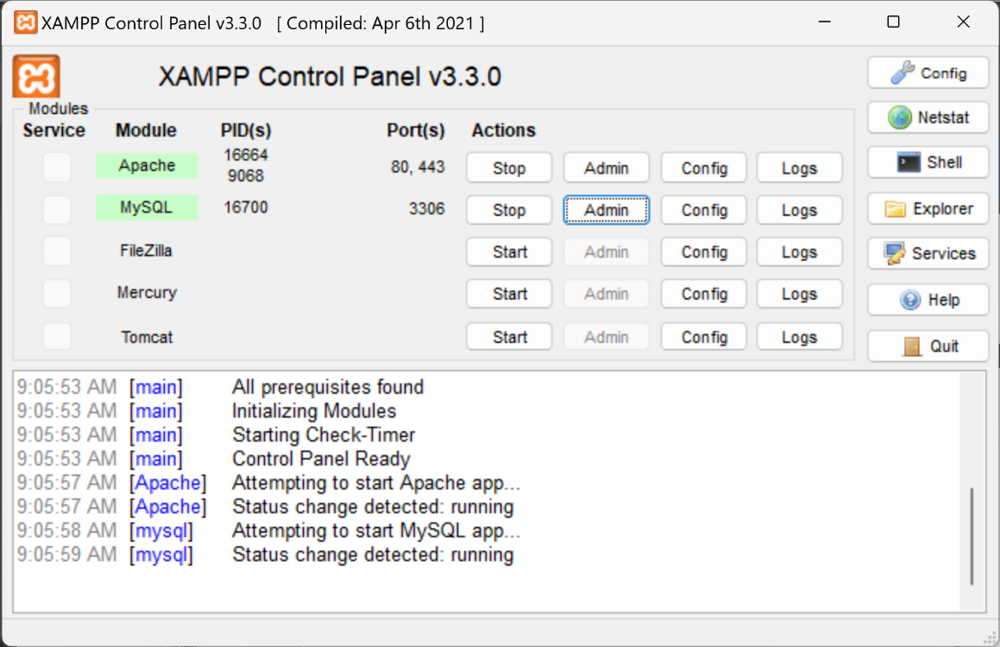 XAMPP Control Panel v3.3.0 [ Compiled: Apr 6th 2021 ]
XAMPP Control Panel v3.3.0
Config
Modules
Netstat
Service Module PID(s) Port(s) Actions
Apache 16664 9068 80, 443 Stop Admin Config Logs
Shell
MySQL 16700 3306 Stop Admin Config Logs
Explorer
FileZilla Start Admin Config Logs
Services
Mercury Start Admin Config Logs
Help
Tomcat Start Admin Config Logs
Quit
9:05:53 AM [main] All prerequisites found
9:05:53 AM [main] Initializing Modules
9:05:53 AM [main] Starting Check-Timer
9:05:53 AM [main] Control Panel Ready
9:05:57 AM [Apache] Attempting to start Apache app...
9:05:57 AM [Apache] Status change detected: running
9:05:58 AM [mysql] Attempting to start MySQL app...
9:05:59 AM [mysql] Status change detected: running